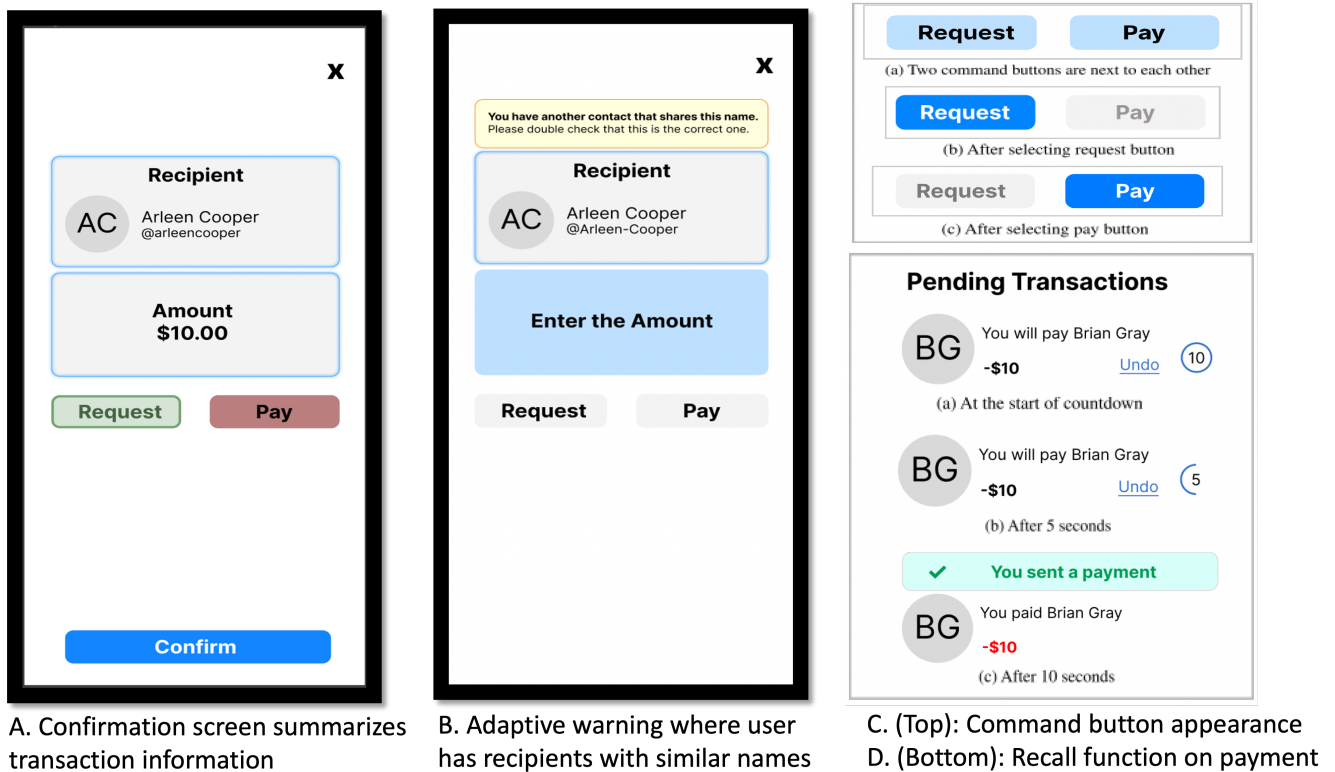 X
Recipient
AC
Arleen Cooper
@arleencooper
Amount
$10.00
Request
Pay
Confirm
A. Confirmation screen summarizes
transaction information
X
You have another contact that shares this name.
Please double check that this is the correct one.
Recipient
AC
Arleen Cooper
@Arleen-Cooper
Enter the Amount
Request
Pay
B. Adaptive warning where user
has recipients with similar names
Request
Pay
(a) Two command buttons are next to each other
Request
Pay
(b) After selecting request button
Request
Pay
(c) After selecting pay button
Pending Transactions
BG
You will pay Brian Gray
-$10
Undo
10
(a) At the start of countdown
BG
You will pay Brian Gray
-$10
Undo
5
(b) After 5 seconds
You sent a payment
BG
You paid Brian Gray
-$10
(c) After 10 seconds
C. (Top): Command button appearance
D. (Bottom): Recall function on payment